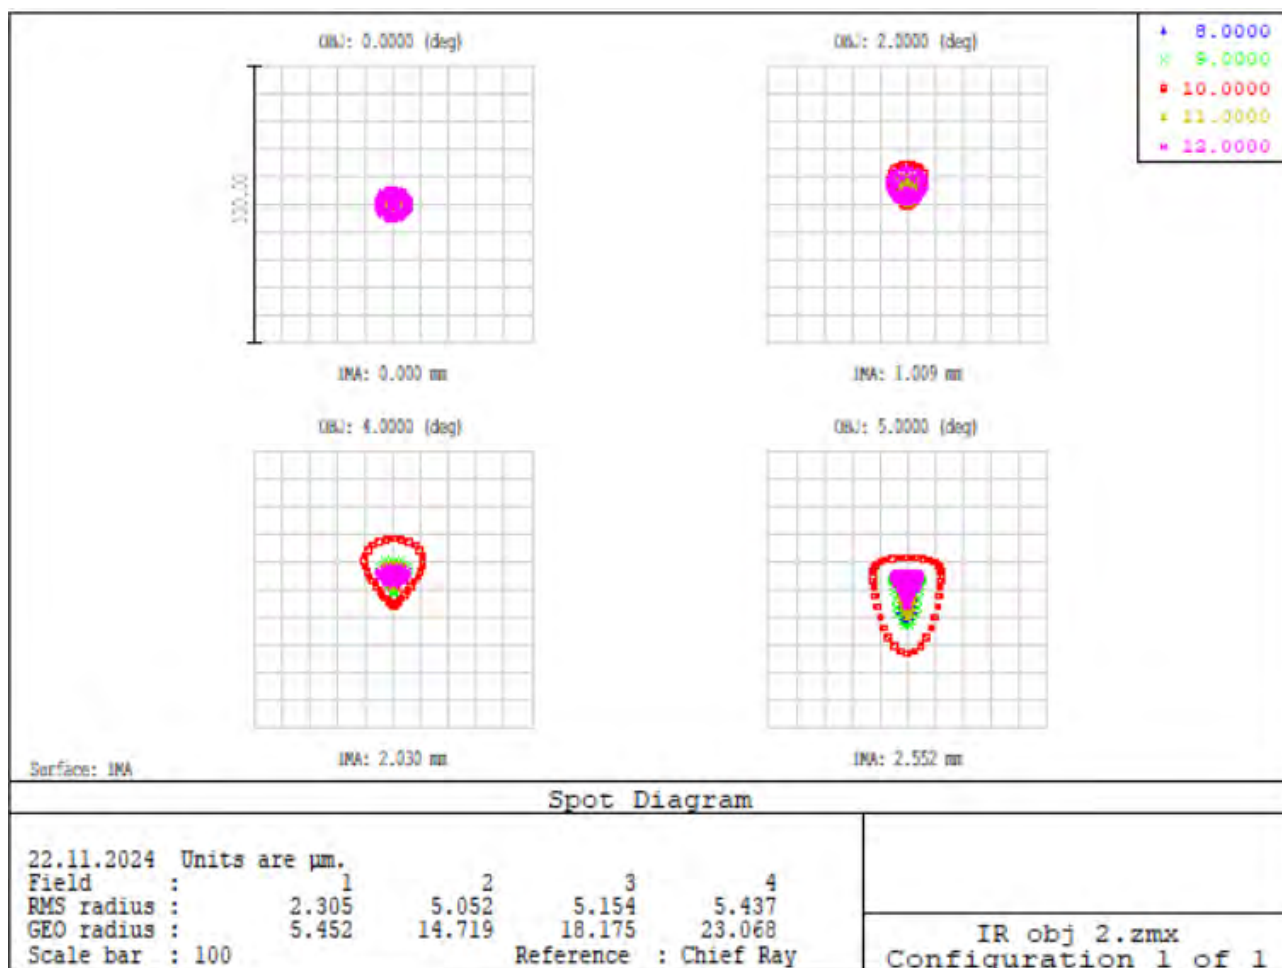 OBJ: 0.0000 (deg)
OBJ: 2.0000 (deg)
8.0000
9.0000
10.0000
11.0000
12.0000
100.00
IMA: 0.000 mm
IMA: 1.009 mm
OBJ: 4.0000 (deg)
OBJ: 5.0000 (deg)
IMA: 2.030 mm
IMA: 2.552 mm
Surface: IMA
Spot Diagram
22.11.2024 Units are µm.
Field : 1 2 3 4
RMS radius : 2.305 5.052 5.154 5.437
GEO radius : 5.452 14.719 18.175 23.068
Scale bar : 100 Reference : Chief Ray
IR obj 2.zmx
Configuration 1 of 1